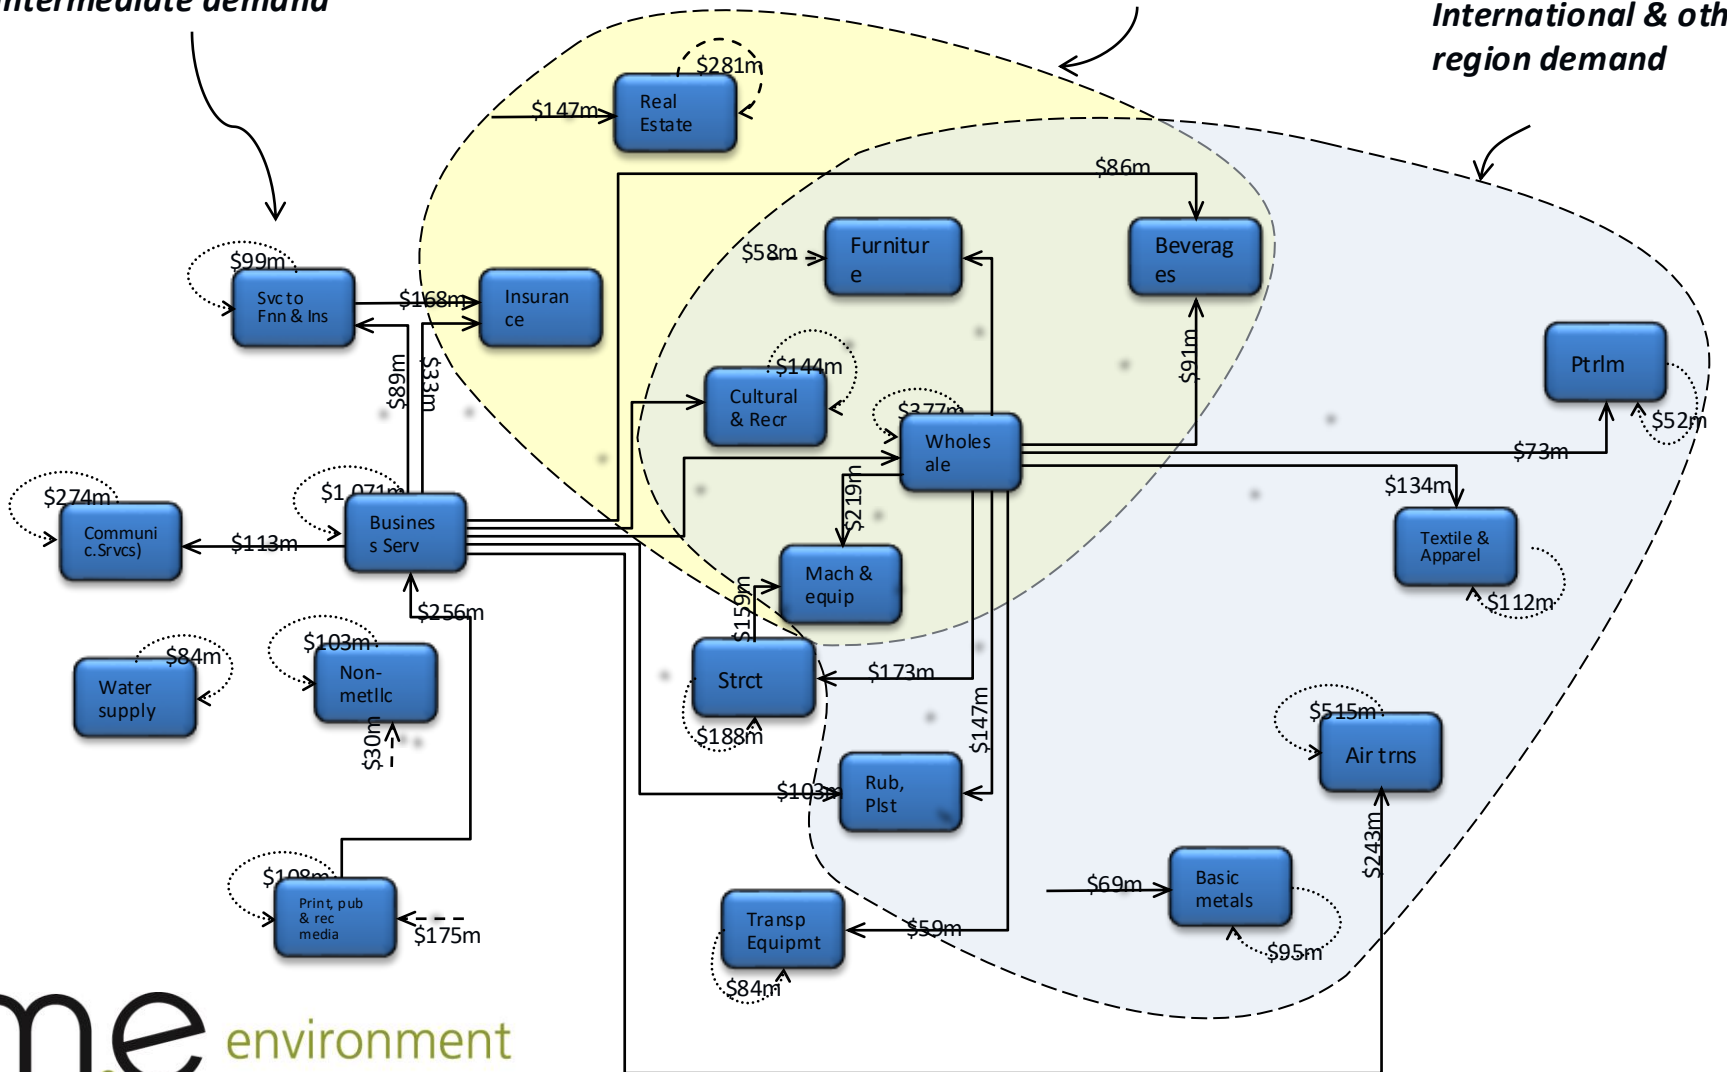 intermediate demand
International & oth
region demand
$281m
$147m
Real
Estate
$86m
$58m
Furnitur
e
Beverag
es
$99m
Svc to
Fnn & Ins
$168m
Insuran
ce
$89m
$33m
$91m
$144m
Cultural
& Recr
$377m
Wholes
ale
Ptrlm
$52m
$73m
$134m
$219m
$274m
Communi
c.Srvcs)
$113m
$1,071m
Busines
s Serv
Textile &
Apparel
$112m
Mach &
equip
$159m
$256m
$84m
Water
supply
$103m
Non-
metllc
$30m
Strct
$173m
$188m
$147m
$515m
Air trns
$103m
Rub,
Plst
$243m
$108m
Print, pub
& rec
media
$175m
Transp
Equipmt
$59m
$84m
$69m
Basic
metals
$95m
me
environment